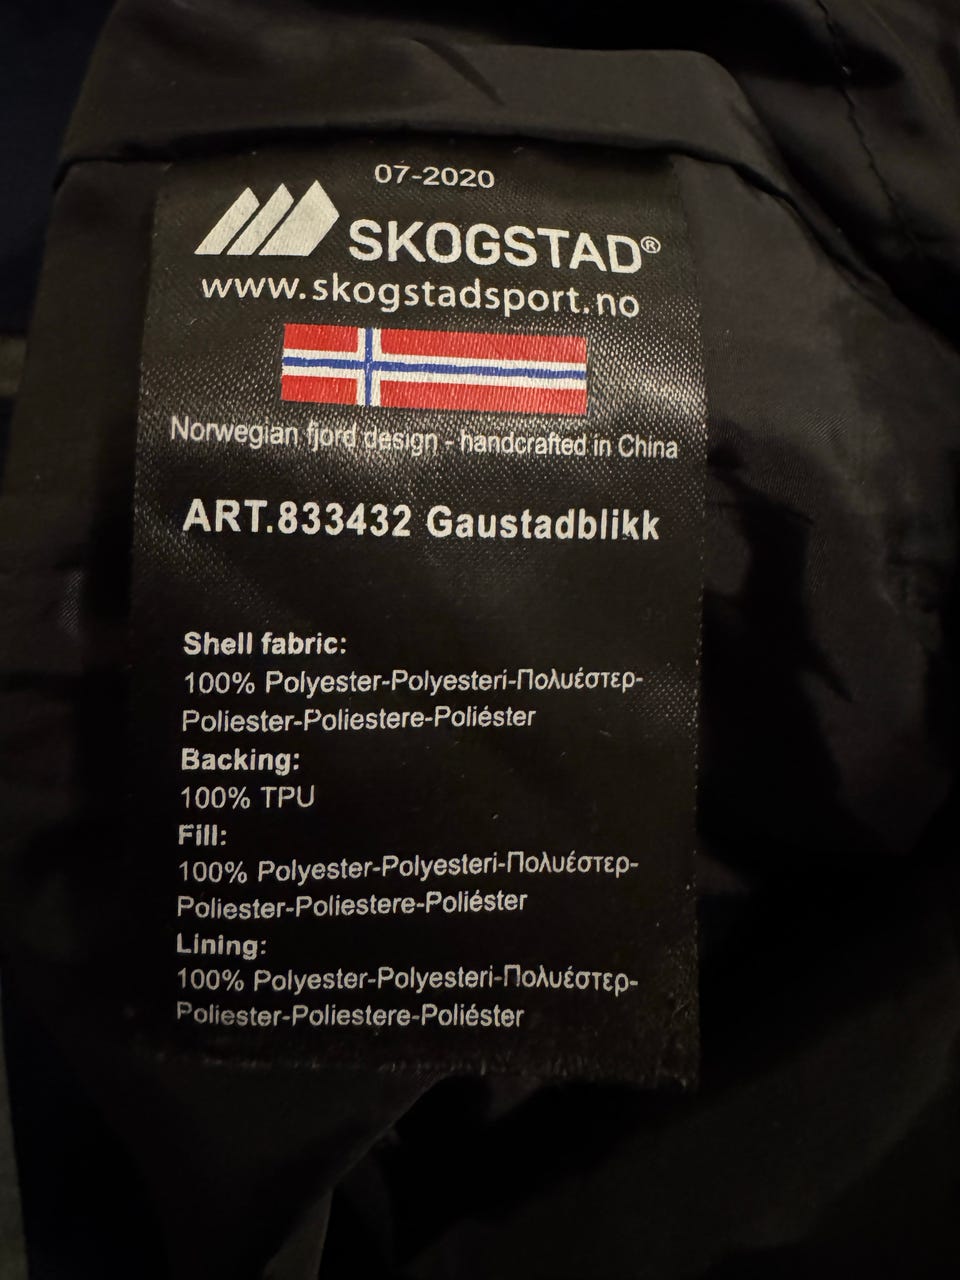 07-2020
SKOGSTAD®
www.skogstadsport.no
Norwegian fjord design - handcrafted in China
ART.833432 Gaustadblikk
Shell fabric:
100% Polyester-Polyesteri-Πολυέστερ-
Poliester-Poliestere-Poliéster
Backing:
100% TPU
Fill:
100% Polyester-Polyesteri-Πολυέστερ-
Poliester-Poliestere-Poliéster
Lining:
100% Polyester-Polyesteri-Πολυέστερ-
Poliester-Poliestere-Poliéster